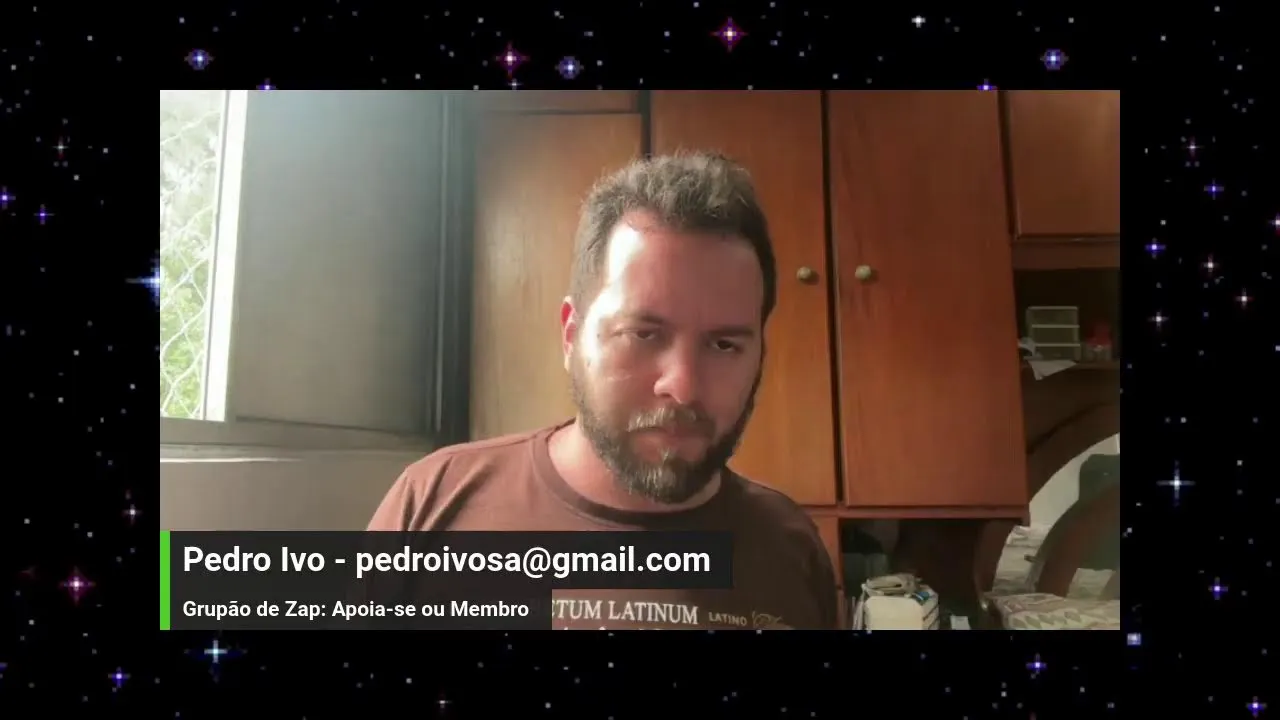 Pedro Ivo - pedroivosa@gmail.com
Grupão de Zap: Apoia-se ou Membro
TUM LATINUM
LATINO